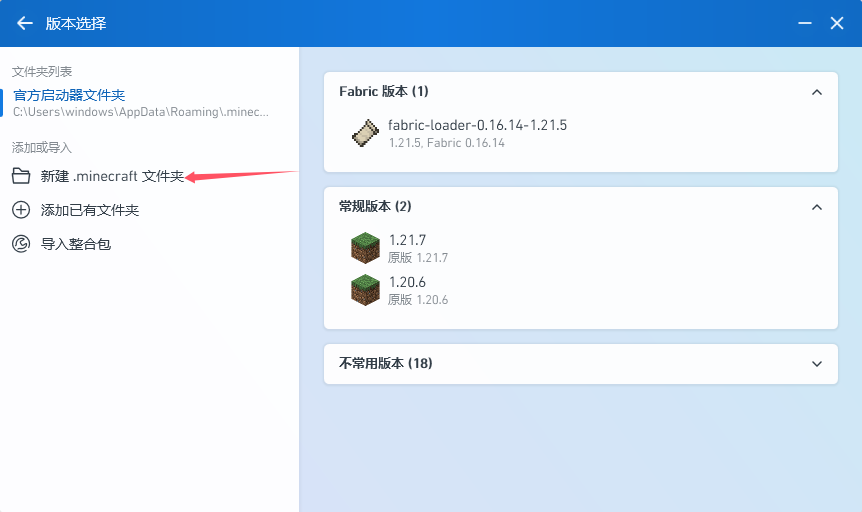 版本选择
文件夹列表
官方启动器文件夹
C:\Users\windows\AppData\Roaming\.minec...
添加或导入
新建 .minecraft 文件夹
添加已有文件夹
导入整合包
Fabric 版本 (1)
fabric-loader-0.16.14-1.21.5
1.21.5, Fabric 0.16.14
常规版本 (2)
1.21.7
原版 1.21.7
1.20.6
原版 1.20.6
不常用版本 (18)